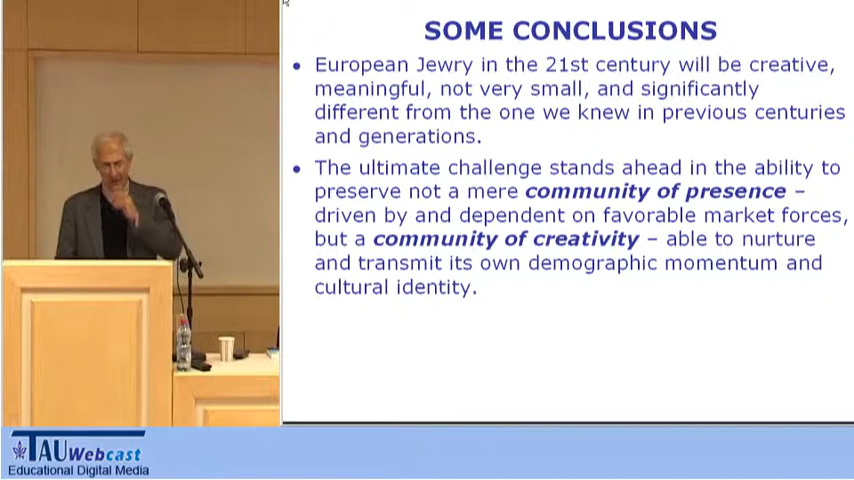 SOME CONCLUSIONS
• European Jewry in the 21st century will be creative,
meaningful, not very small, and significantly
different from the one we knew in previous centuries
and generations.
• The ultimate challenge stands ahead in the ability to
preserve not a mere community of presence –
driven by and dependent on favorable market forces,
but a community of creativity – able to nurture
and transmit its own demographic momentum and
cultural identity.
TAU Webcast
Educational Digital Media